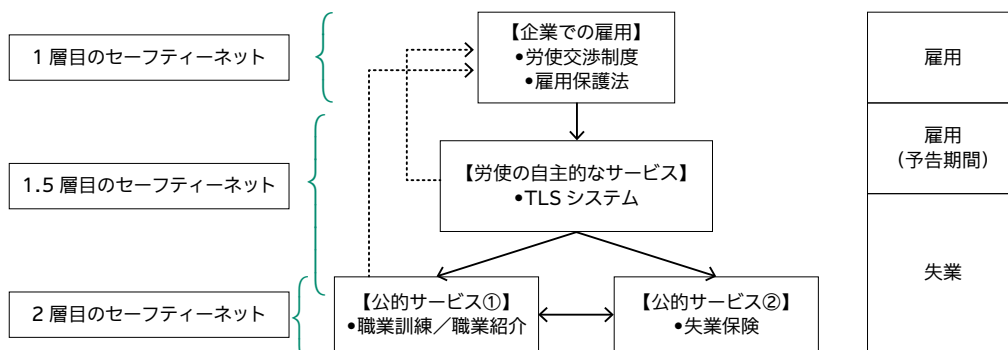 1 層目のセーフティーネット
1.5 層目のセーフティーネット
2 層目のセーフティーネット
【企業での雇用】
•労使交渉制度
•雇用保護法
【労使の自主的なサービス】
•TLS システム
【公的サービス①】
•職業訓練／職業紹介
【公的サービス②】
•失業保険
雇用
雇用
(予告期間)
失業